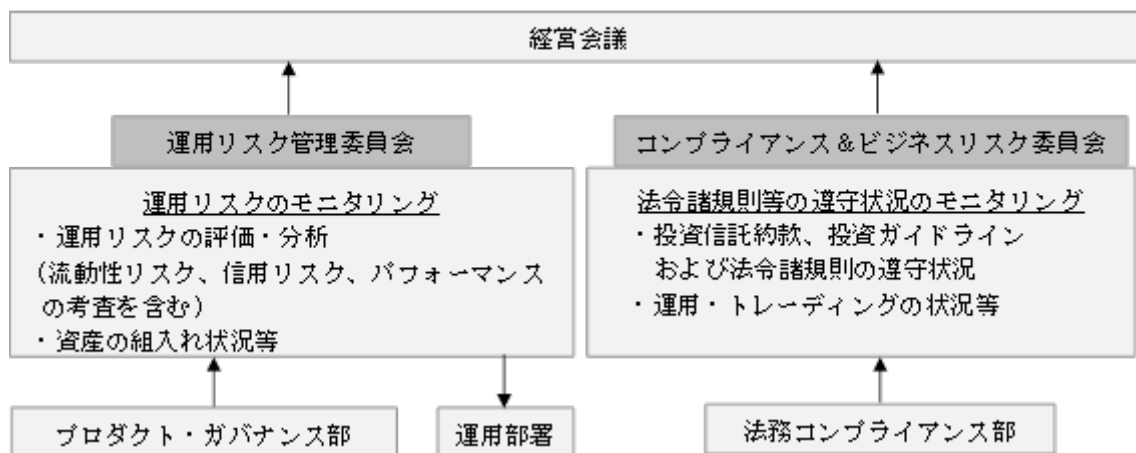 経営会議
運用リスク管理委員会
運用リスクのモニタリング
・運用リスクの評価・分析
(流動性リスク、信用リスク、パフォーマンス
の考査を含む)
・資産の組入れ状況等
プロダクト・ガバナンス部
運用部署
コンプライアンス&ビジネスリスク委員会
法令諸規則等の遵守状況のモニタリング
・投資信託約款、投資ガイドライン
および法令諸規則の遵守状況
・運用・トレーディングの状況等
法務コンプライアンス部